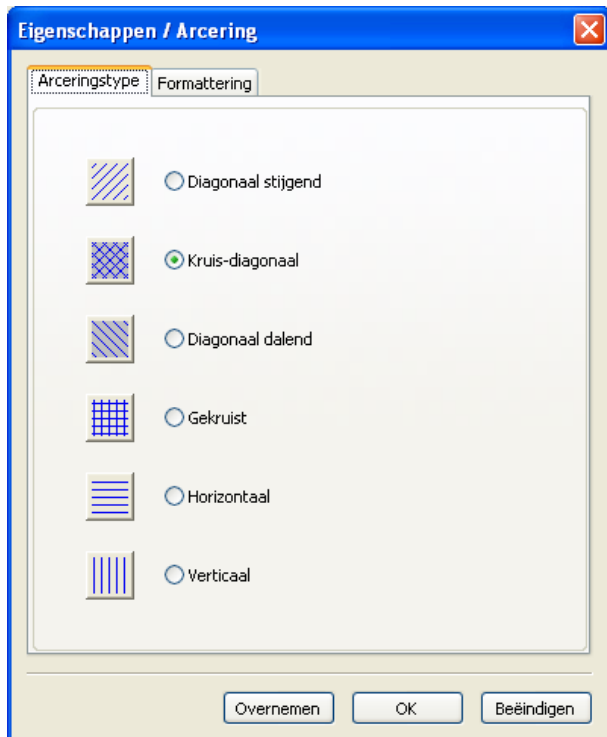 Eigenschappen / Arcering
Arceringstype Formattering
Diagonaal stijgend
Kruis-diagonaal
Diagonaal dalend
Gekruist
Horizontaal
Verticaal
Overnemen OK Beëindigen